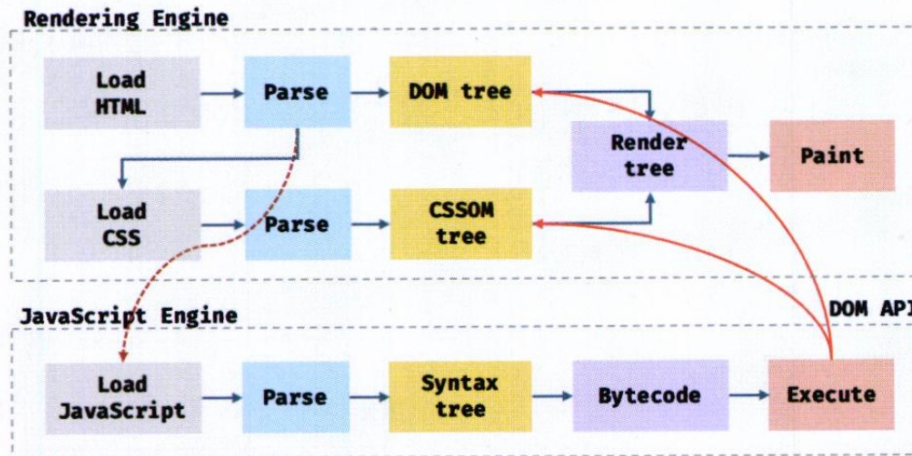 Rendering Engine
Load
HTML
Parse
DOM tree
Render
tree
Paint
Load
CSS
Parse
CSSOM
tree
JavaScript Engine
DOM API
Load
JavaScript
Parse
Syntax
tree
Bytecode
Execute